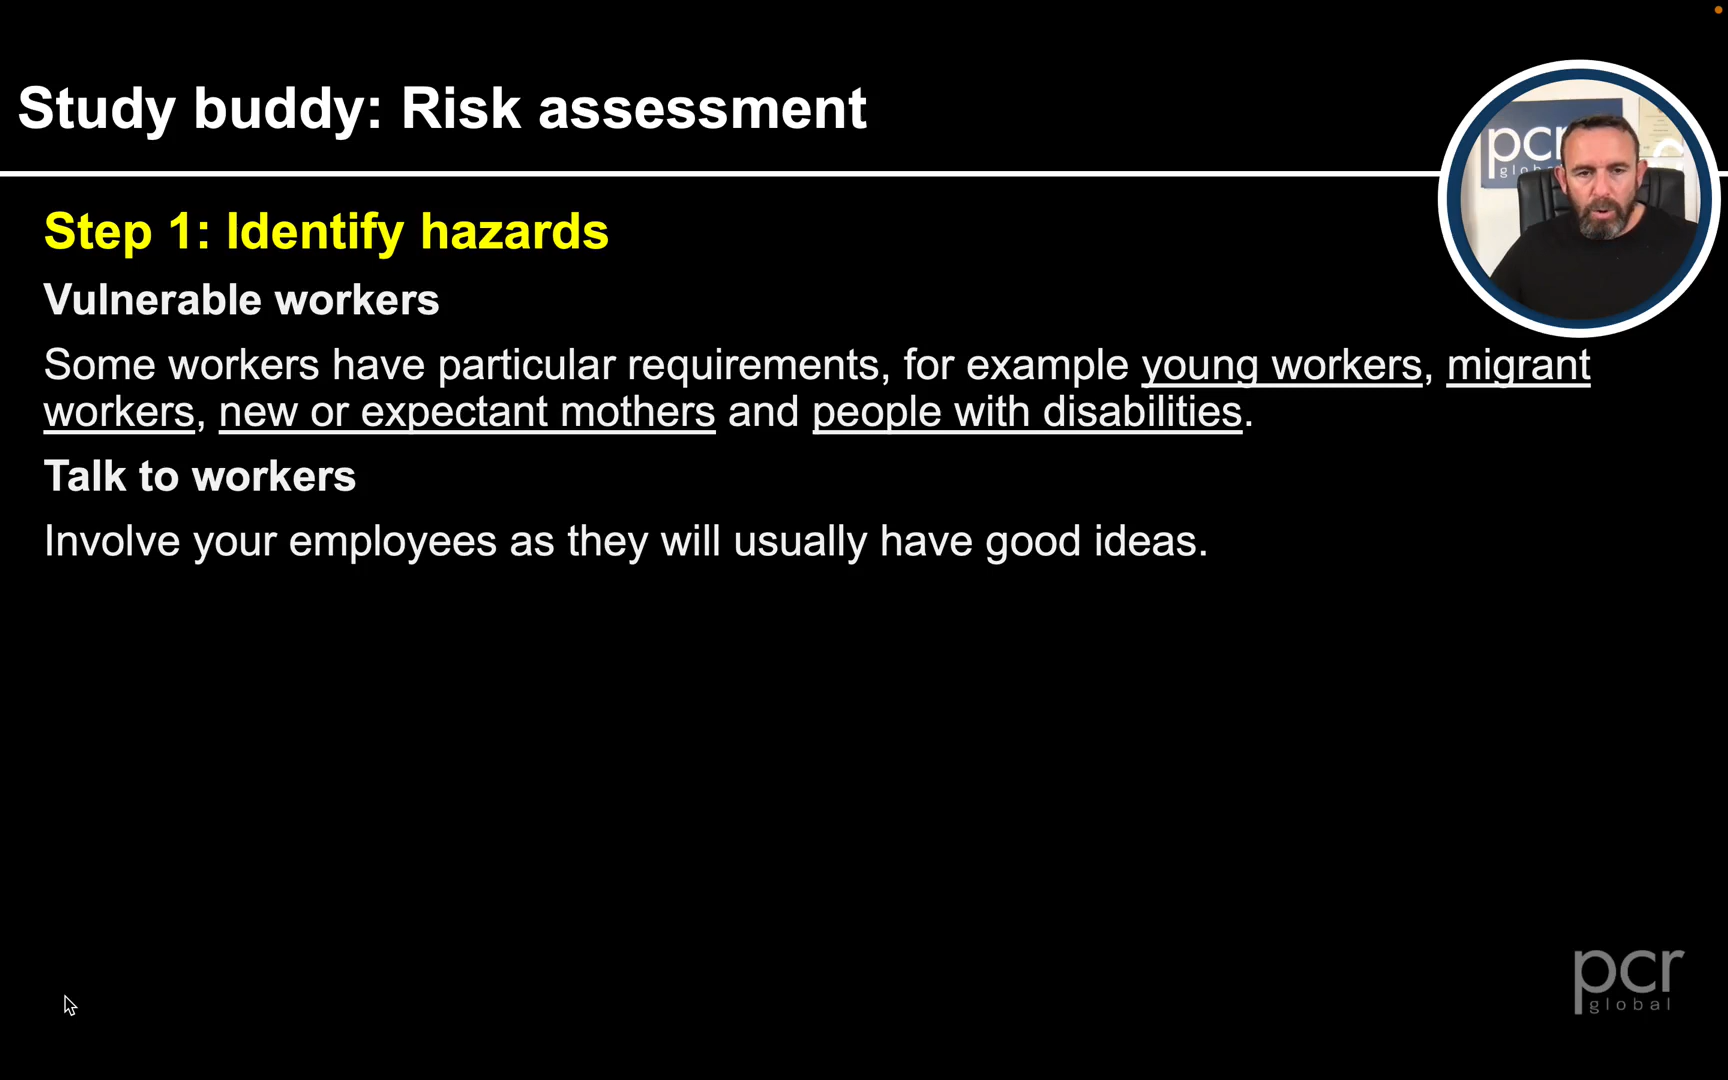 Study buddy: Risk assessment
Step 1: Identify hazards
Vulnerable workers
Some workers have particular requirements, for example young workers, migrant
workers, new or expectant mothers and people with disabilities.
Talk to workers
Involve your employees as they will usually have good ideas.
pcr
global